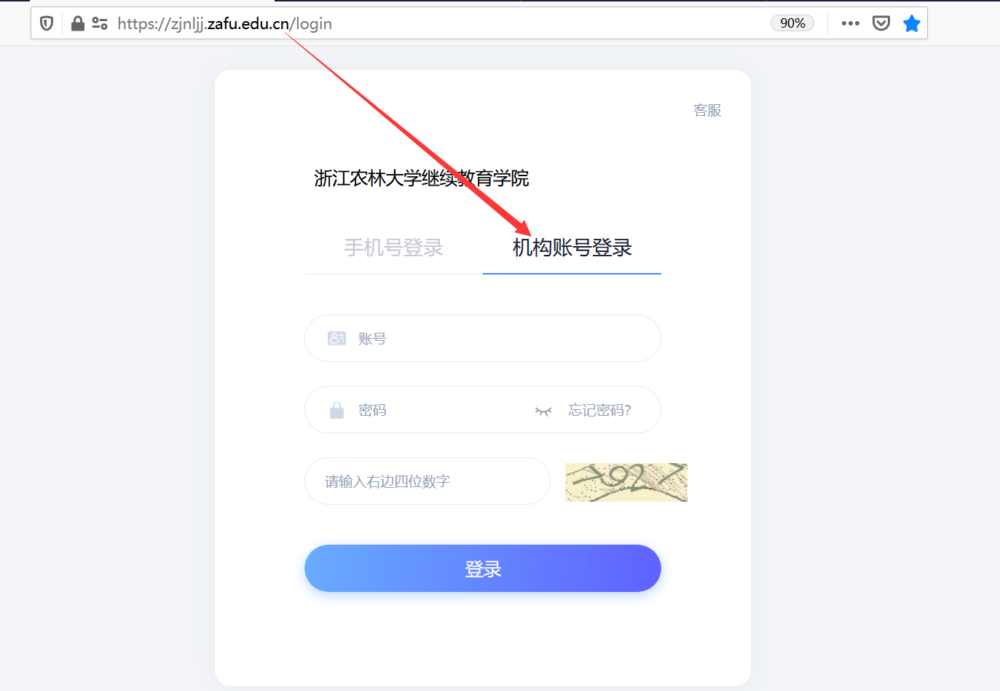 https://zjnljj.zafu.edu.cn/login
90%
客服
浙江农林大学继续教育学院
手机号登录
机构账号登录
账号
密码
忘记密码?
请输入右边四位数字
登录